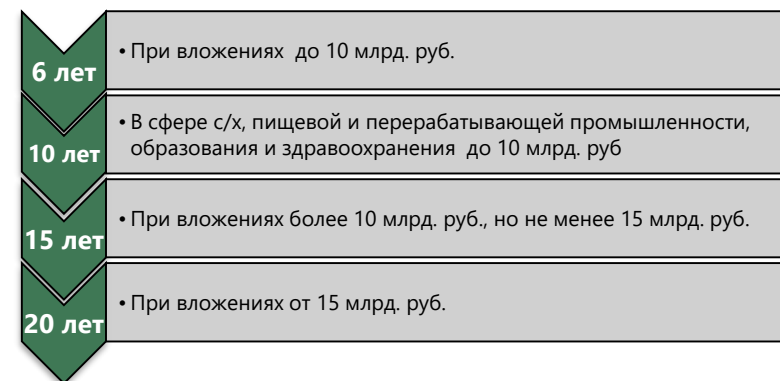 6 лет
• При вложениях до 10 млрд. руб.
10 лет
• В сфере с/х, пищевой и перерабатывающей промышленности,
образования и здравоохранения до 10 млрд. руб
15 лет
• При вложениях более 10 млрд. руб., но не менее 15 млрд. руб.
20 лет
• При вложениях от 15 млрд. руб.